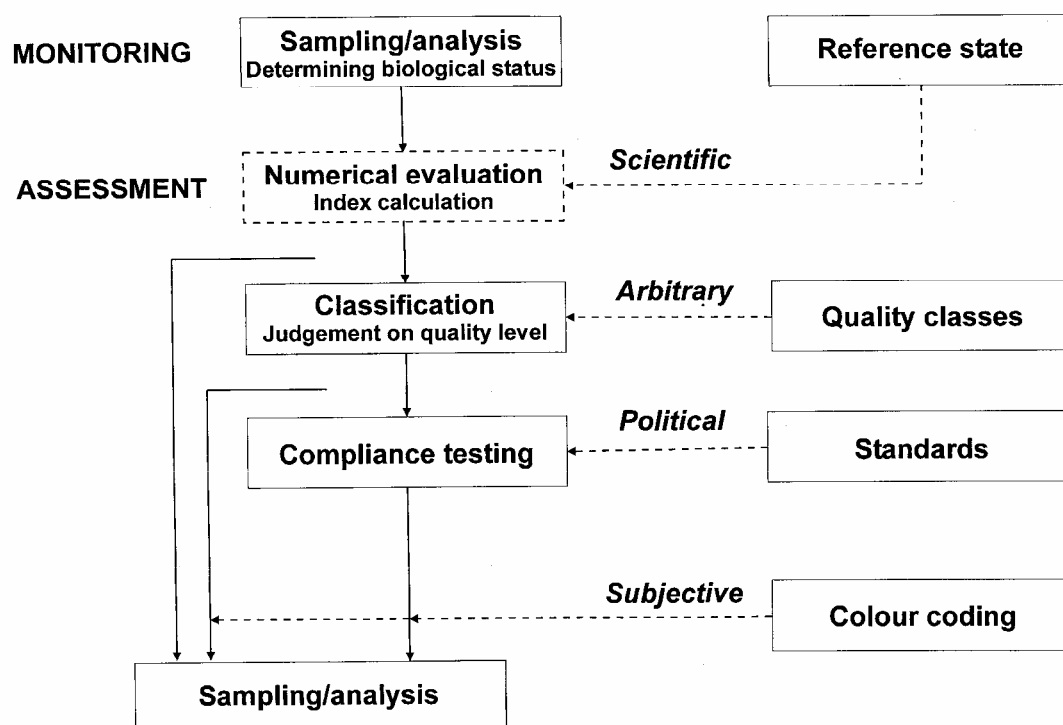 MONITORING
Sampling/analysis
Determining biological status
Reference state
Scientific
ASSESSMENT
Numerical evaluation
Index calculation
Arbitrary
Classification
Judgement on quality level
Quality classes
Political
Compliance testing
Standards
Subjective
Colour coding
Sampling/analysis